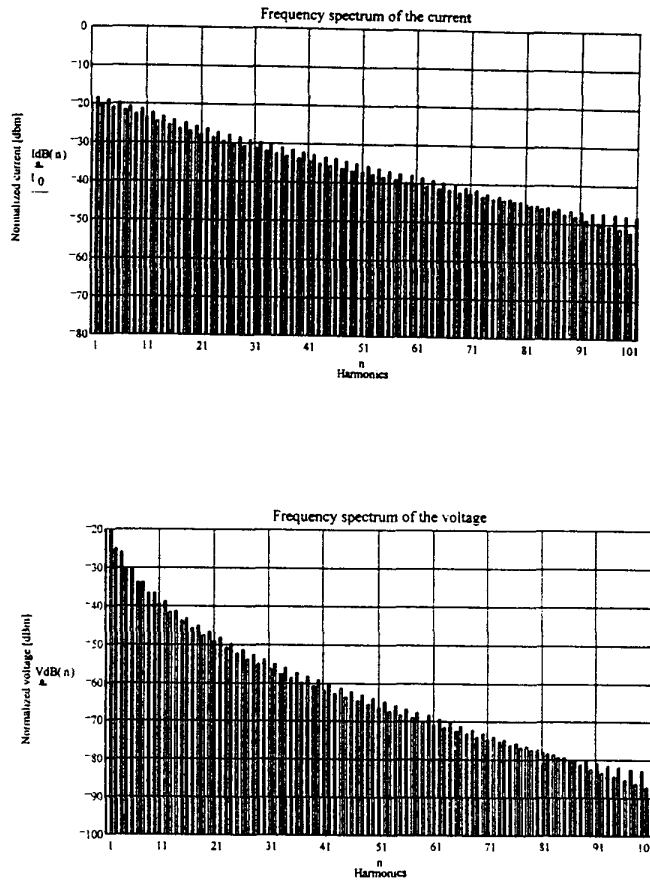 Frequency spectrum of the current
0
−10
−20
−30
−40
−50
−60
−70
−80
Normalized current [dbm]
IdB( n)
0
1 11 21 31 41 51 61 71 81 91 101
n
Harmonics
Frequency spectrum of the voltage
−20
−30
−40
−50
−60
−70
−80
−90
−100
Normalized voltage [dBm]
VdB( n)
1 11 21 31 41 51 61 71 81 91 10
n
Harmonics